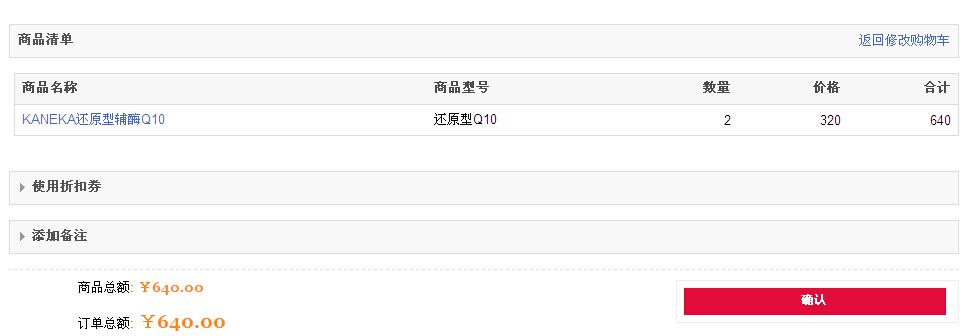 商品清单 返回修改购物车
商品名称 商品型号 数量 价格 合计
KANEKA还原型辅酶Q10 还原型Q10 2 320 640
使用折扣券
添加备注
商品总额: ￥640.00
确认
订单总额: ￥640.00